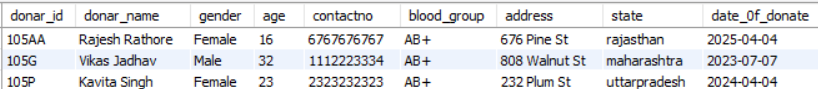 donar_id donar_name gender age contactno blood_group address state date_0f_donate
105AA Rajesh Rathore Female 16 6767676767 AB+ 676 Pine St rajasthan 2025-04-04
105G Vikas Jadhav Male 32 1112223334 AB+ 808 Walnut St maharashtra 2023-07-07
105P Kavita Singh Female 23 2323232323 AB+ 232 Plum St uttarpradesh 2024-04-04